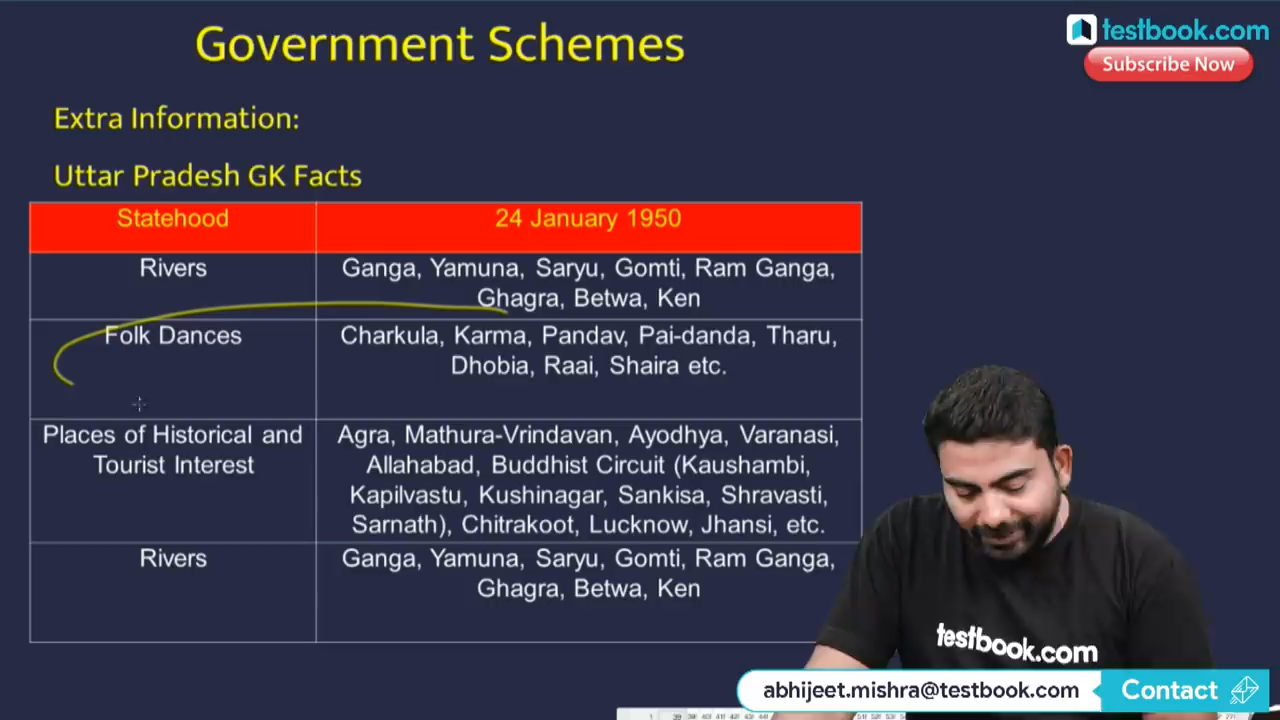 Government Schemes
testbook.com
Subscribe Now
Extra Information:
Uttar Pradesh GK Facts
Statehood
24 January 1950
Rivers
Ganga, Yamuna, Saryu, Gomti, Ram Ganga,
Ghagra, Betwa, Ken
Folk Dances
Charkula, Karma, Pandav, Pai-danda, Tharu,
Dhobia, Raai, Shaira etc.
Places of Historical and
Tourist Interest
Agra, Mathura-Vrindavan, Ayodhya, Varanasi,
Allahabad, Buddhist Circuit (Kaushambi,
Kapilvastu, Kushinagar, Sankisa, Shravasti,
Sarnath), Chitrakoot, Lucknow, Jhansi, etc.
Rivers
Ganga, Yamuna, Saryu, Gomti, Ram Ganga,
Ghagra, Betwa, Ken
testbook.com
abhijeet.mishra@testbook.com
Contact